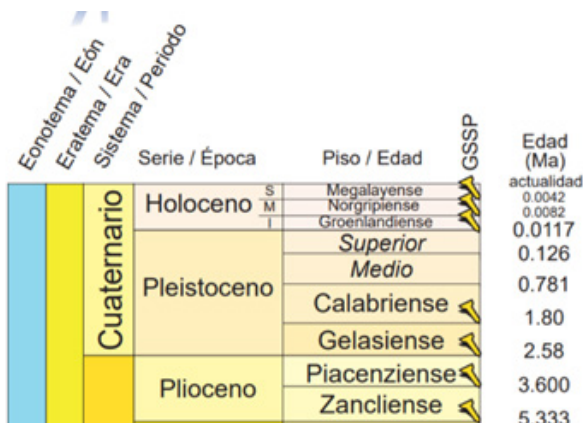 Eonotema / Eón
Eratema / Era
Sistema / Periodo
Serie / Época
Piso / Edad
GSSP
Edad
(Ma)
actualidad
Cuaternario
Holoceno
S
Megalayense
0.0042
M
Norgripiense
0.0082
I
Groenlandiense
0.0117
Pleistoceno
Superior
0.126
Medio
0.781
Calabriense
1.80
Gelasiense
2.58
Plioceno
Piacenziense
3.600
Zancliense
5.333